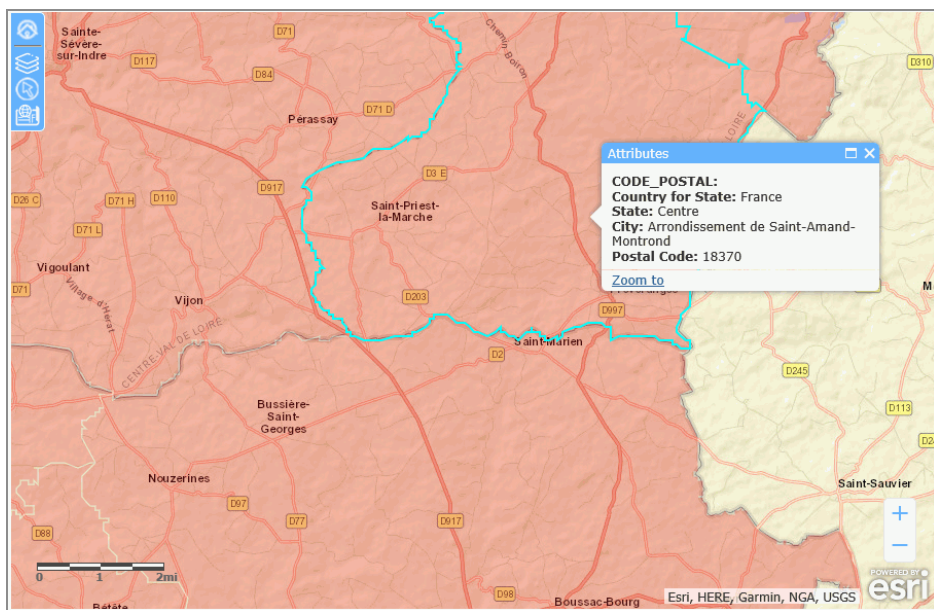 Sainte-
Sévère-
sur-Indre
D71
D117
D84
Chemin Boiron
D310
D71 D
Pérassay
LOIRE
D3 E
D917
D26 C
D71 H
D110
Saint-Priest-
la-Marche
D71 L
Vigoulant
D71
Village d'Hérat
Vijon
D203
D997
CENTRE-VAL DE LOIRE
Saint-Marien
D2
D245
Bussière-
Saint-
Georges
D113
Nouzerines
D97
D77
D917
Saint-Sauvier
D88
D98
Bétête
Boussac-Bourg
Attributes
CODE_POSTAL:
Country for State: France
State: Centre
City: Arrondissement de Saint-Amand-
Montrond
Postal Code: 18370
Zoom to
+
−
0 1 2mi
Esri, HERE, Garmin, NGA, USGS
POWERED BY
esri